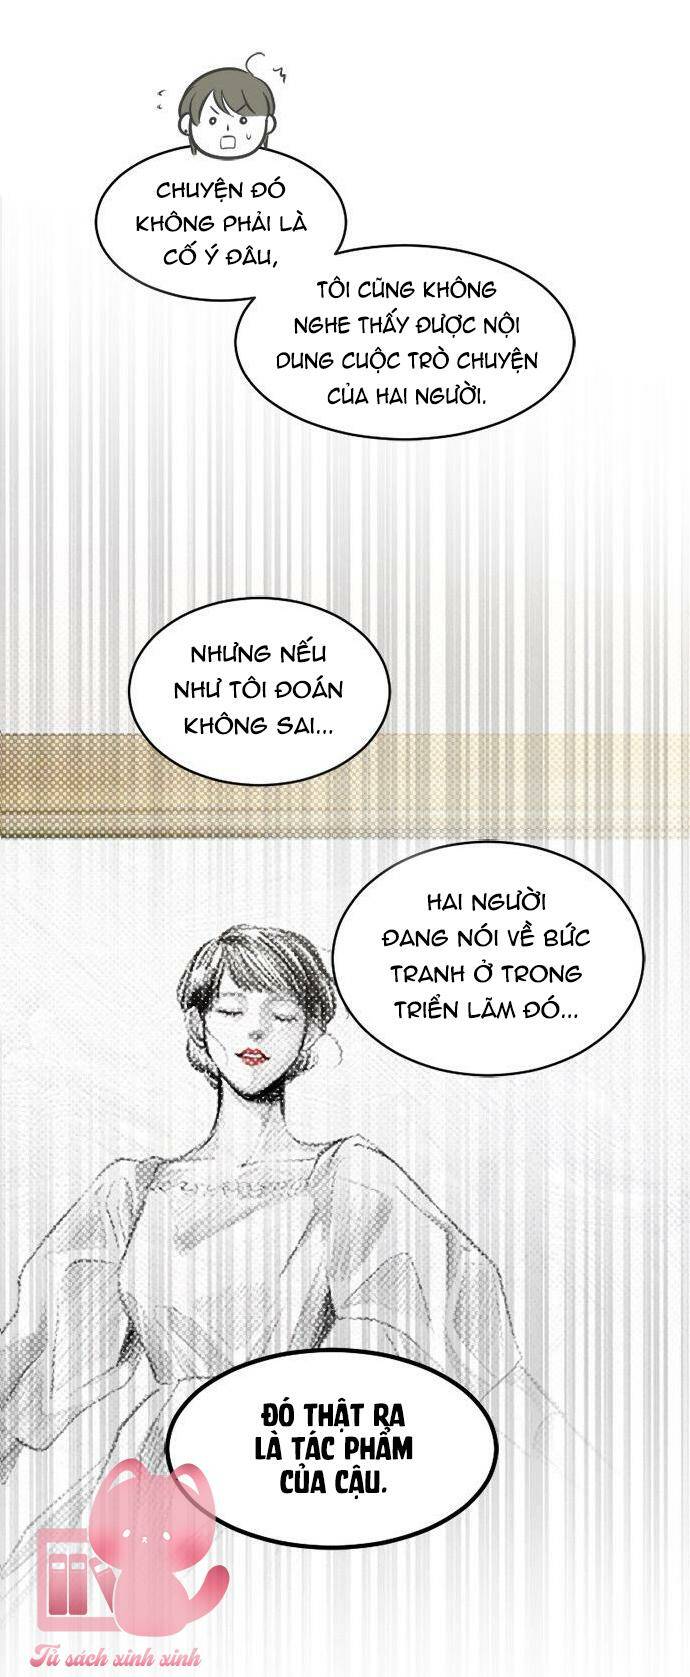 CHUYỆN ĐÓ
KHÔNG PHẢI LÀ
CỐ Ý ĐÂU,
TÔI CŨNG KHÔNG
NGHE THẤY ĐƯỢC NỘI
DUNG CUỘC TRÒ CHUYỆN
CỦA HAI NGƯỜI.
NHƯNG NẾU
NHƯ TÔI ĐOÁN
KHÔNG SAI...
HAI NGƯỜI
ĐANG NÓI VỀ BỨC
TRANH Ở TRONG
TRIỂN LÃM ĐÓ...
ĐÓ THẬT RA
LÀ TÁC PHẨM
CỦA CẬU.
Tủ sách xinh xinh